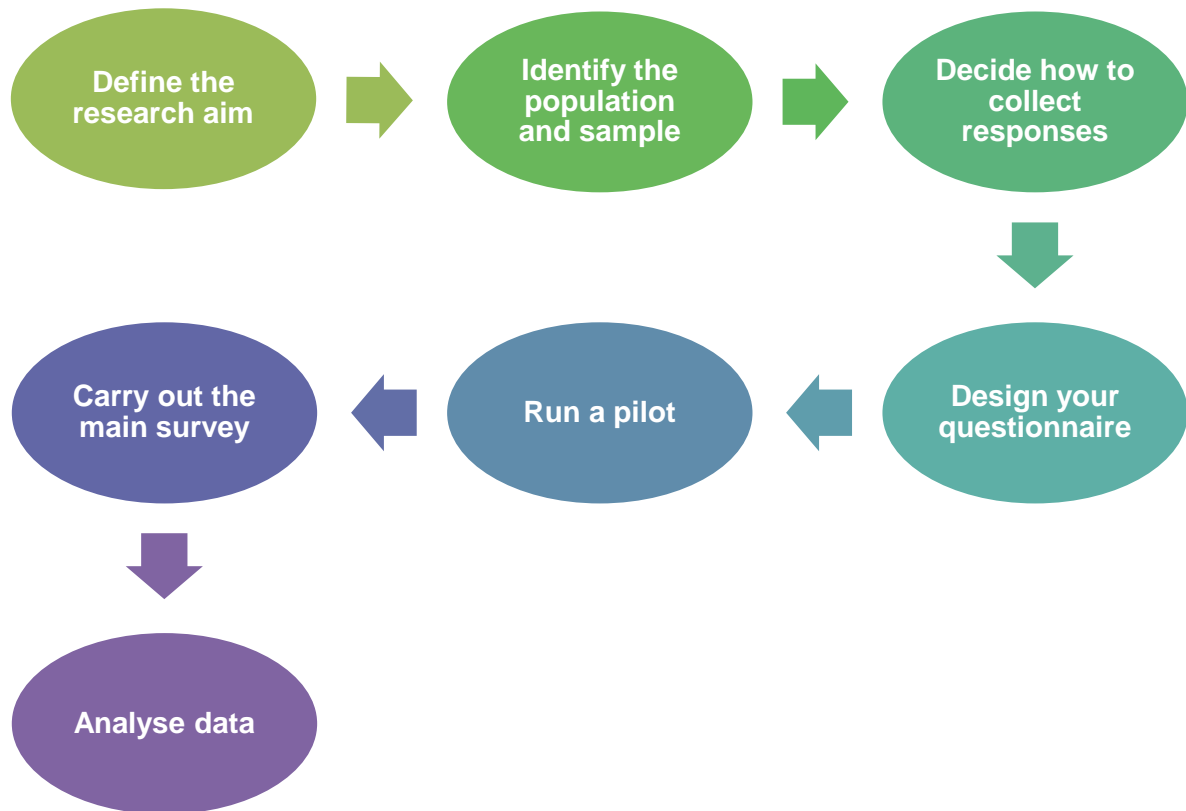 Define the
research aim
Identify the
population
and sample
Decide how to
collect
responses
Design your
questionnaire
Run a pilot
Carry out the
main survey
Analyse data